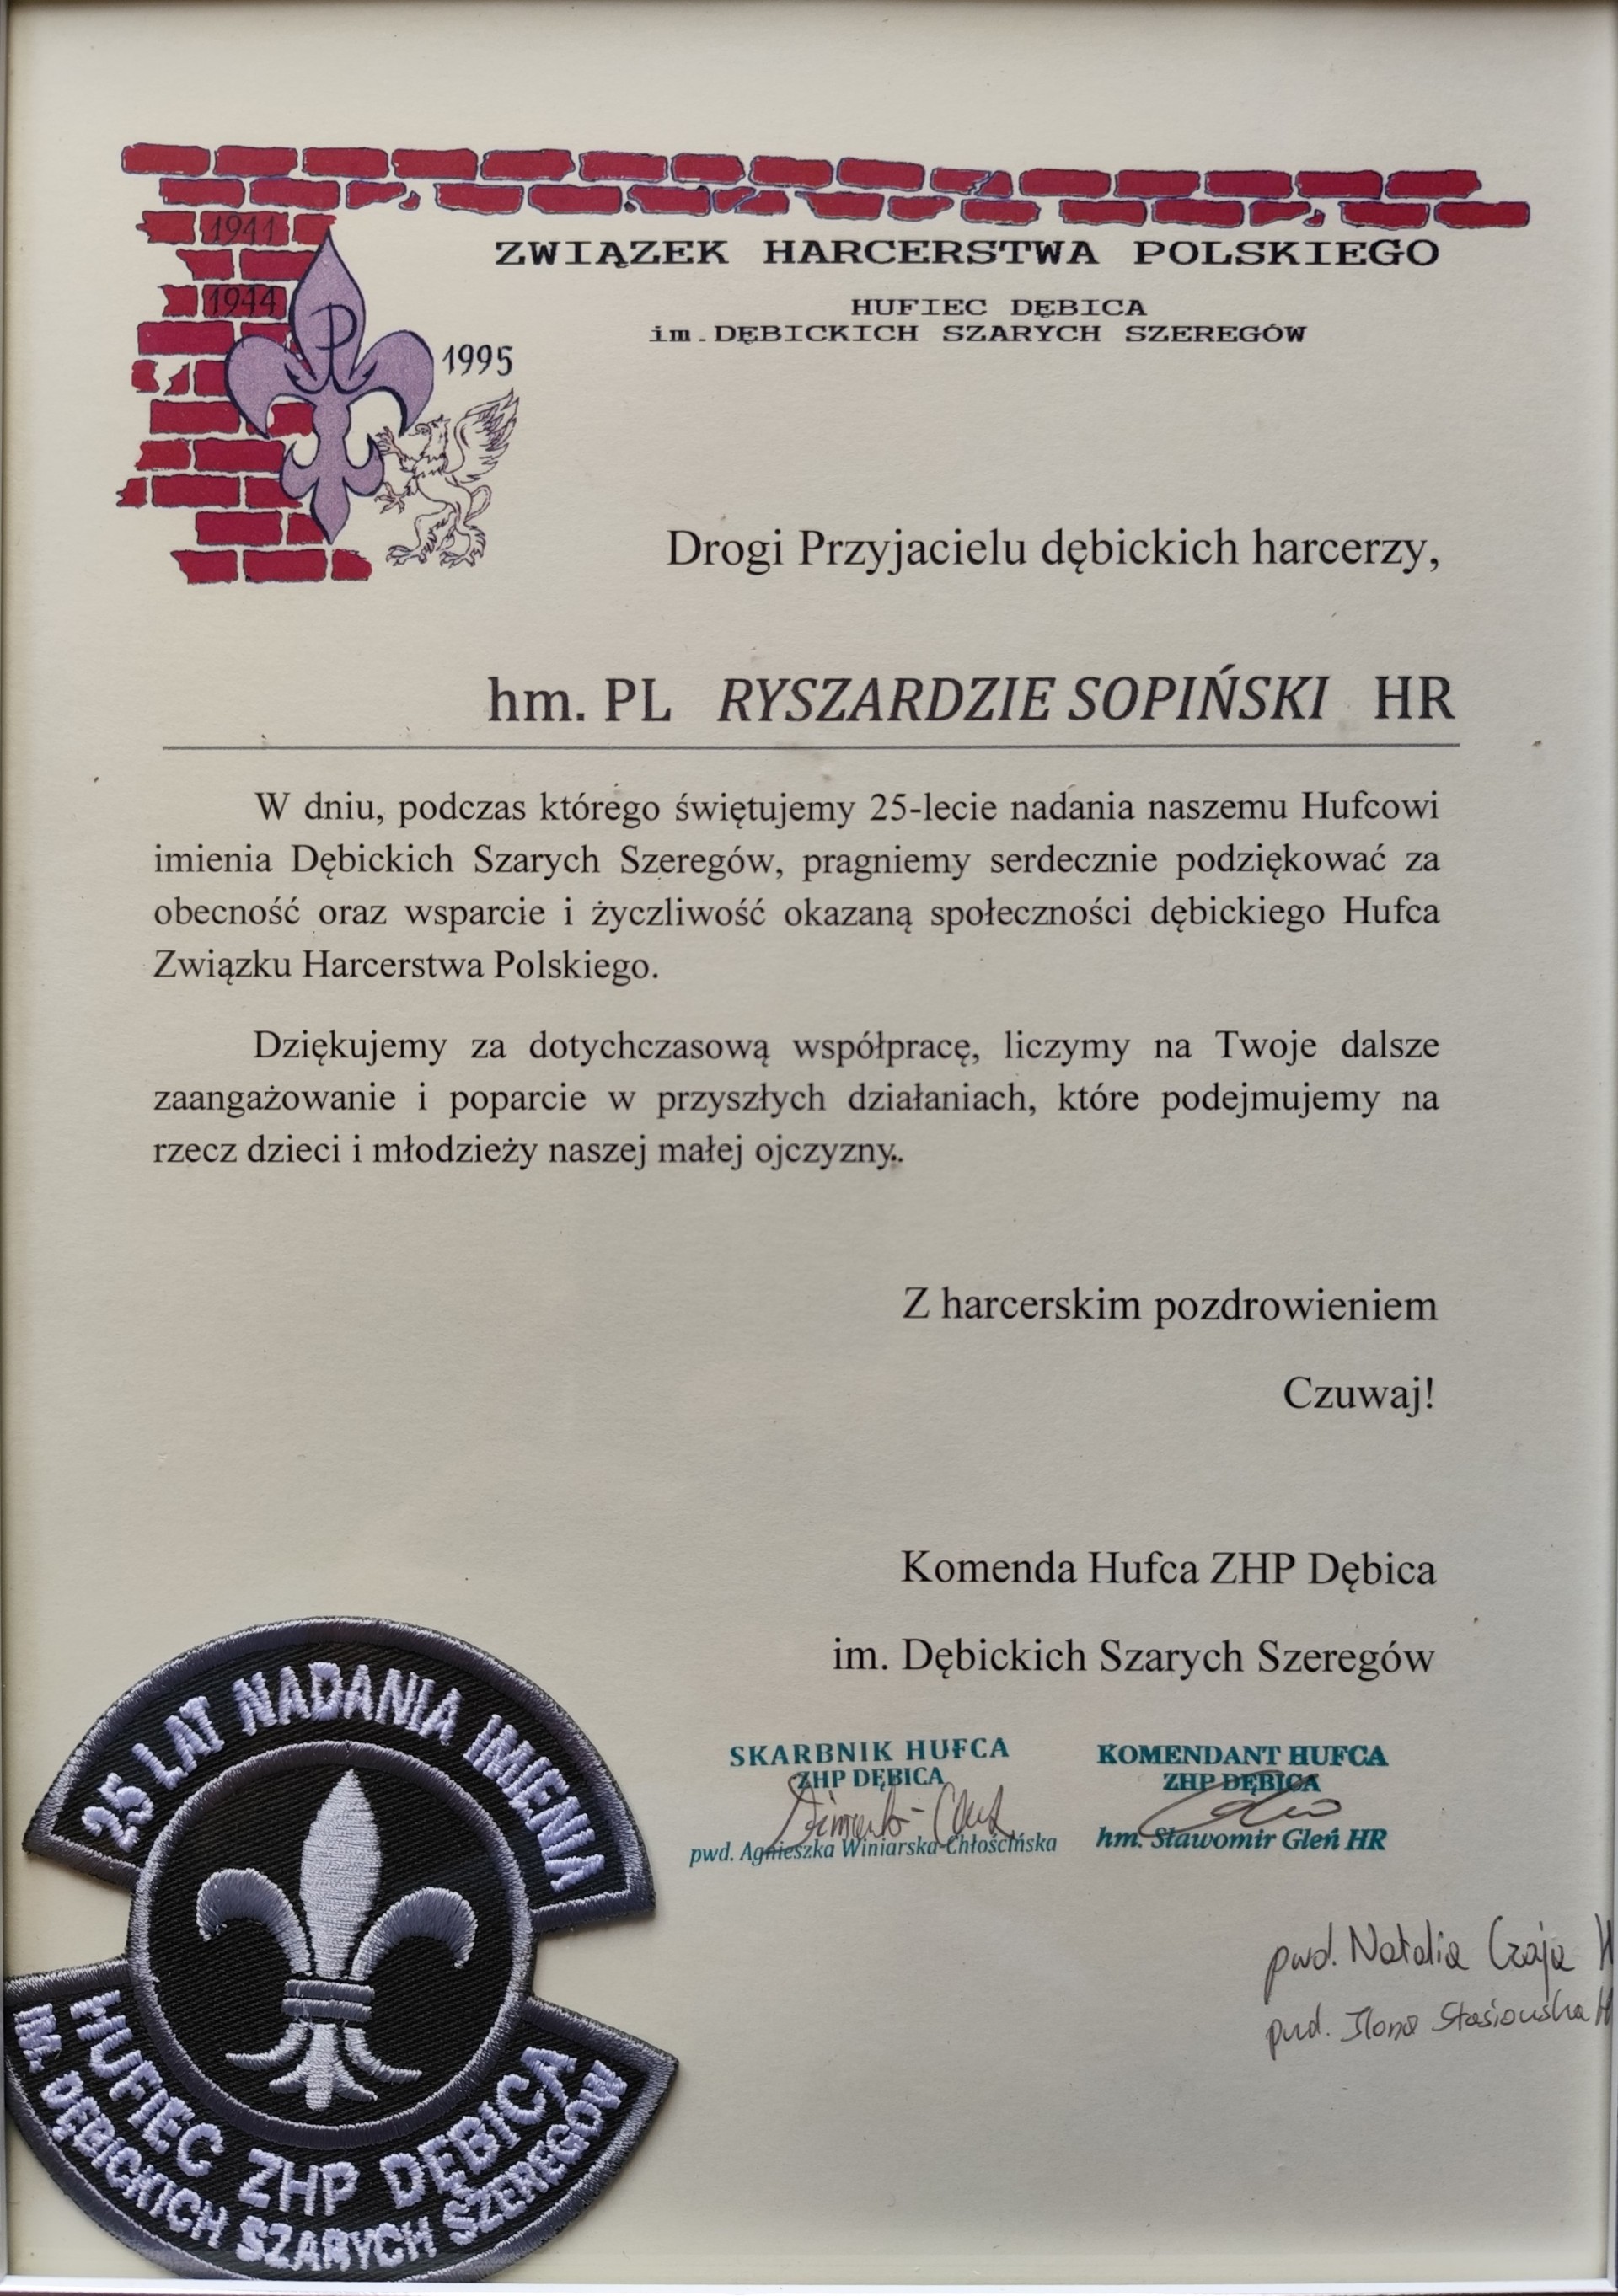 ZWIĄZEK HARCERSTWA POLSKIEGO
HUFIEC DĘBICA
im.DĘBICKICH SZARYCH SZEREGÓW
1941
1944
1995
Drogi Przyjacielu dębickich harcerzy,
hm. PL RYSZARDZIE SOPIŃSKI HR
W dniu, podczas którego świętujemy 25-lecie nadania naszemu Hufcowi
imienia Dębickich Szarych Szeregów, pragniemy serdecznie podziękować za
obecność oraz wsparcie i życzliwość okazaną społeczności dębickiego Hufca
Związku Harcerstwa Polskiego.
Dziękujemy za dotychczasową współpracę, liczymy na Twoje dalsze
zaangażowanie i poparcie w przyszłych działaniach, które podejmujemy na
rzecz dzieci i młodzieży naszej małej ojczyzny..
Z harcerskim pozdrowieniem
Czuwaj!
Komenda Hufca ZHP Dębica
im. Dębickich Szarych Szeregów
SKARBNIK HUFCA
ZHP DĘBICA
pwd. Agnieszka Winiarska-Chłościńska
KOMENDANT HUFCA
ZHP DĘBICA
hm. Sławomir Gleń HR
pwd. Natalia Czaja
pwd. Ilona Stasiowska
25 LAT NADANIA IMIENIA
HUFIEC ZHP DĘBICA
IM. DĘBICKICH SZARYCH SZEREGÓW